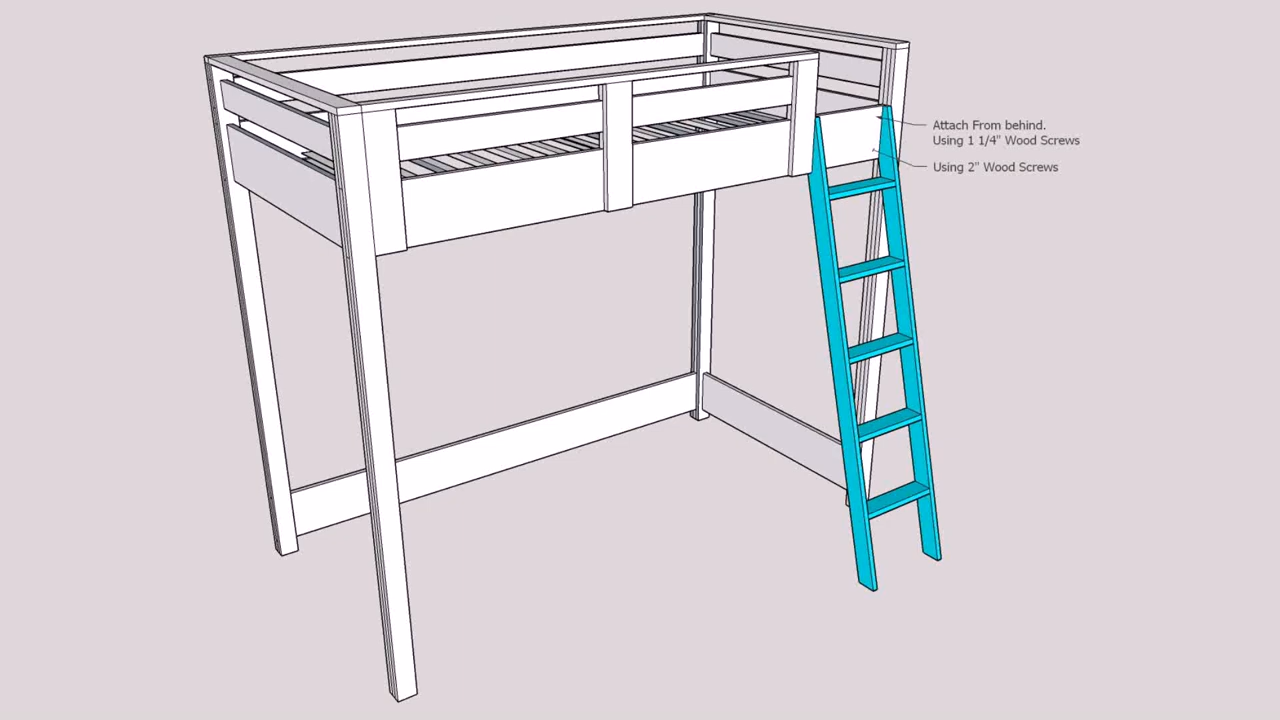 Attach From behind.
Using 1 1/4" Wood Screws
Using 2" Wood Screws